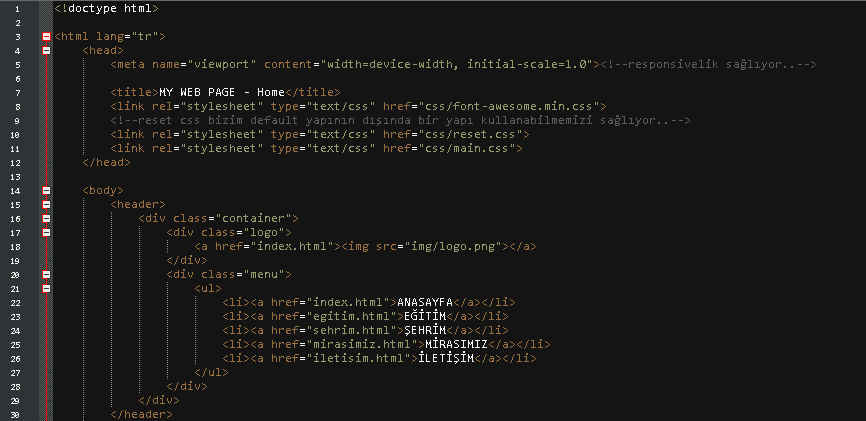 1 <!doctype html>
2
3 <html lang="tr">
4 <head>
5 <meta name="viewport" content="width=device-width, initial-scale=1.0"><!--responsivelik sağlıyor..-->
6
7 <title>MY WEB PAGE - Home</title>
8 <link rel="stylesheet" type="text/css" href="css/font-awesome.min.css">
9 <!--reset css bizim default yapının dışında bir yapı kullanabilmemizi sağlıyor..-->
10 <link rel="stylesheet" type="text/css" href="css/reset.css">
11 <link rel="stylesheet" type="text/css" href="css/main.css">
12 </head>
13
14 <body>
15 <header>
16 <div class="container">
17 <div class="logo">
18 <a href="index.html"><img src="img/logo.png"></a>
19 </div>
20 <div class="menu">
21 <ul>
22 <li><a href="index.html">ANASAYFA</a></li>
23 <li><a href="egitim.html">EĞİTİM</a></li>
24 <li><a href="sehrim.html">ŞEHRİM</a></li>
25 <li><a href="mirasimiz.html">MİRASIMIZ</a></li>
26 <li><a href="iletisim.html">İLETİŞİM</a></li>
27 </ul>
28 </div>
29 </div>
30 </header>